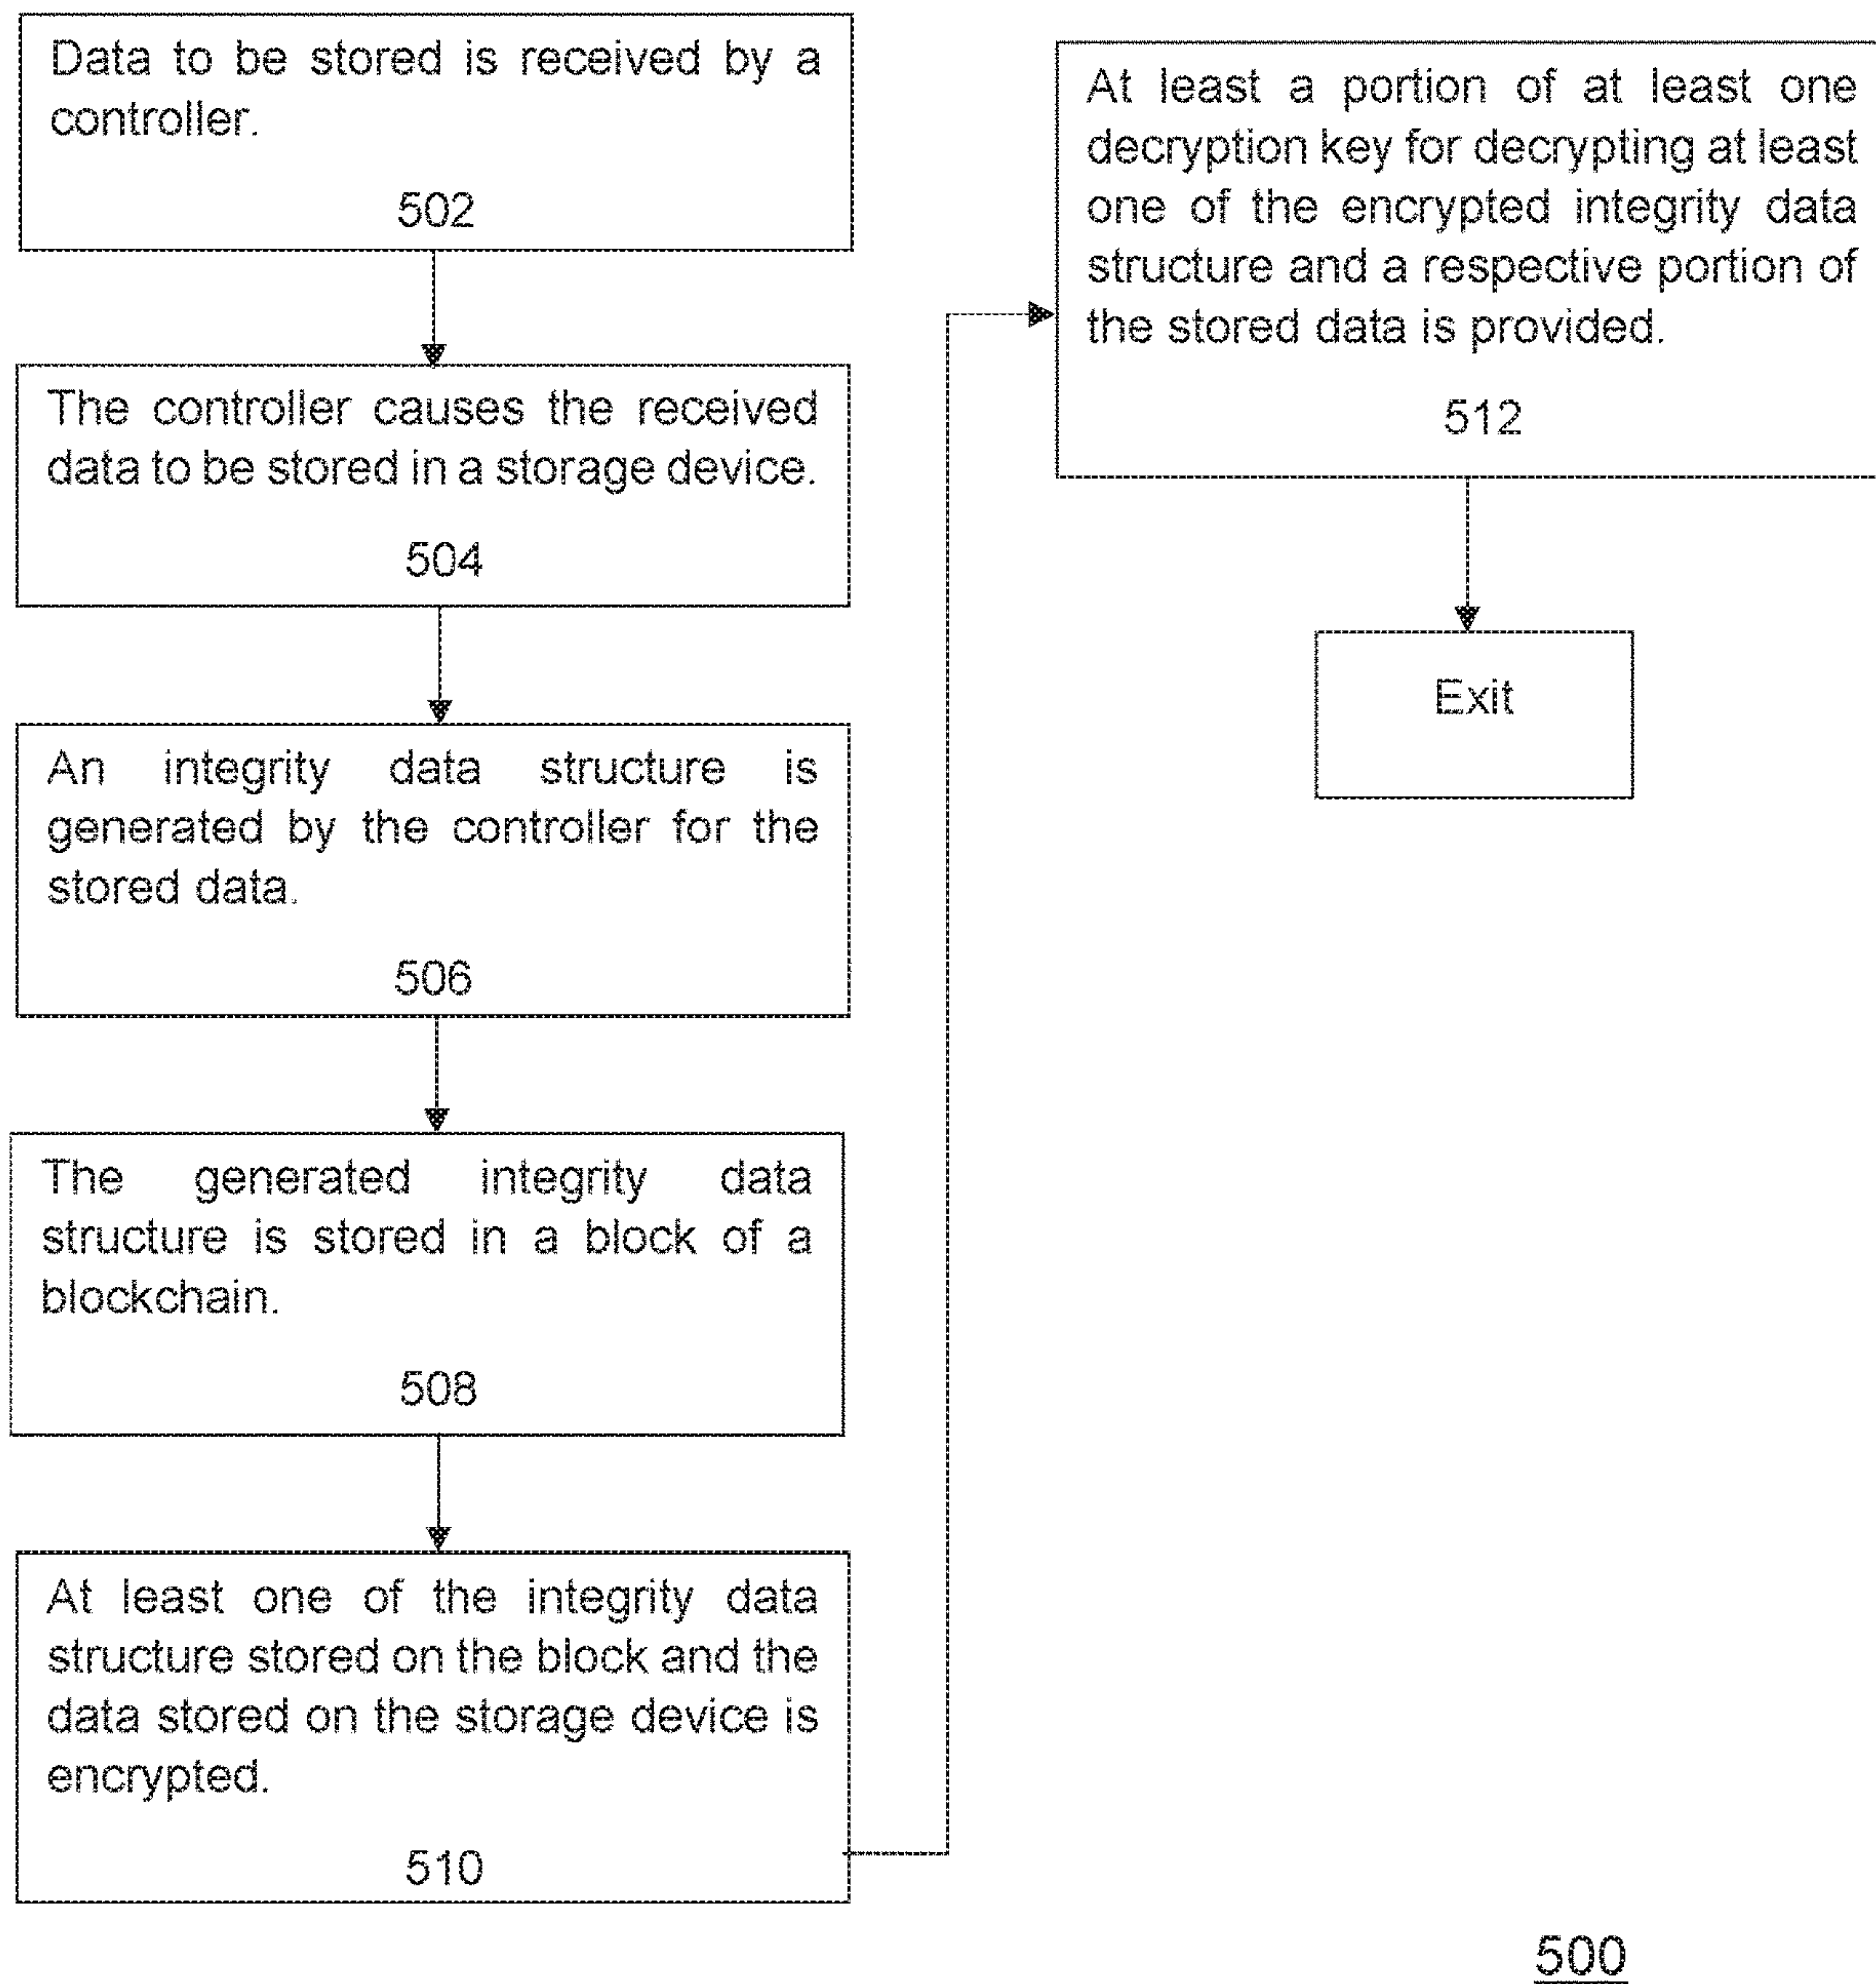 Data to be stored is received by a
controller.
502
The controller causes the received
data to be stored in a storage device.
504
An integrity data structure is
generated by the controller for the
stored data.
506
The generated integrity data
structure is stored in a block of a
blockchain.
508
At least one of the integrity data
structure stored on the block and the
data stored on the storage device is
encrypted.
510
At least a portion of at least one
decryption key for decrypting at least
one of the encrypted integrity data
structure and a respective portion of
the stored data is provided.
512
Exit
500